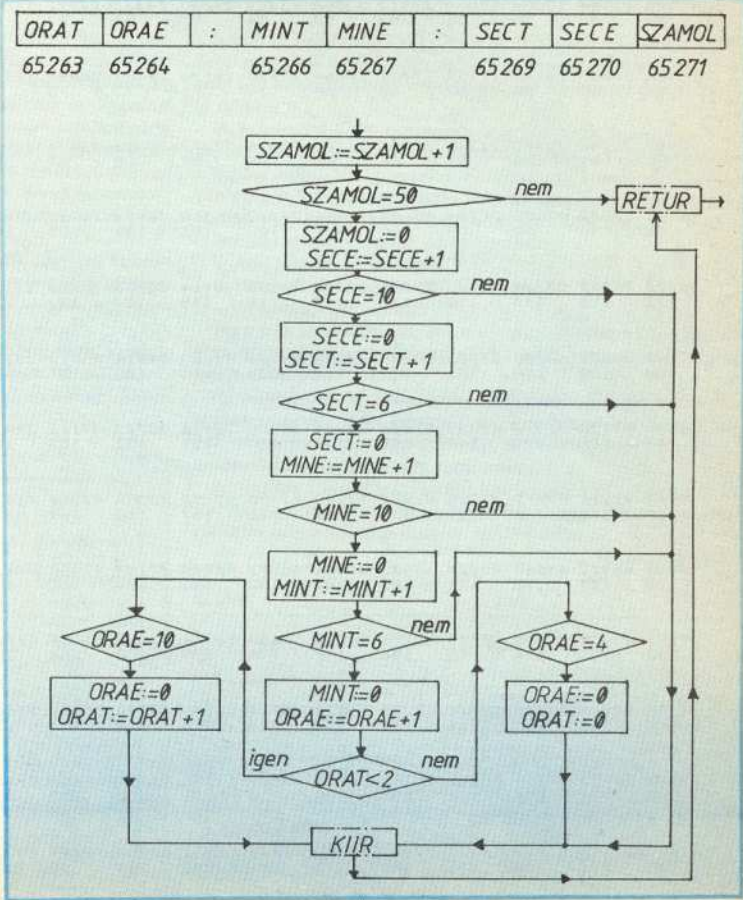 ORAT ORAE : MINT MINE : SECT SECE SZAMOL
65263 65264 65266 65267 65269 65270 65271
SZAMOL:=SZAMOL+1
SZAMOL=50 nem RETUR
SZAMOL:=0
SECE:=SECE+1
SECE=10 nem
SECE:=0
SECT:=SECT+1
SECT=6 nem
SECT:=0
MINE:=MINE+1
MINE=10 nem
MINE:=0
MINT:=MINT+1
ORAE=10 MINT=6 nem ORAE=4
ORAE:=0 MINT:=0 ORAE:=0
ORAT:=ORAT+1 ORAE:=ORAE+1 ORAT:=0
igen ORAT<2 nem
KIIR